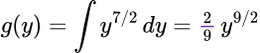 g(y) = ∫ y^{7/2} dy = \frac{2}{9} y^{9/2}